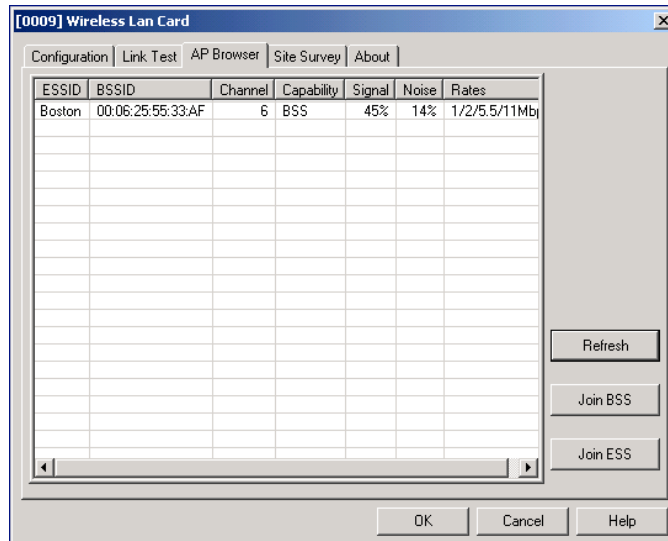 [0009] Wireless Lan Card
Configuration Link Test AP Browser Site Survey About
ESSID BSSID Channel Capability Signal Noise Rates
Boston 00:06:25:55:33:AF 6 BSS 45% 14% 1/2/5.5/11Mb
Refresh
Join BSS
Join ESS
OK Cancel Help